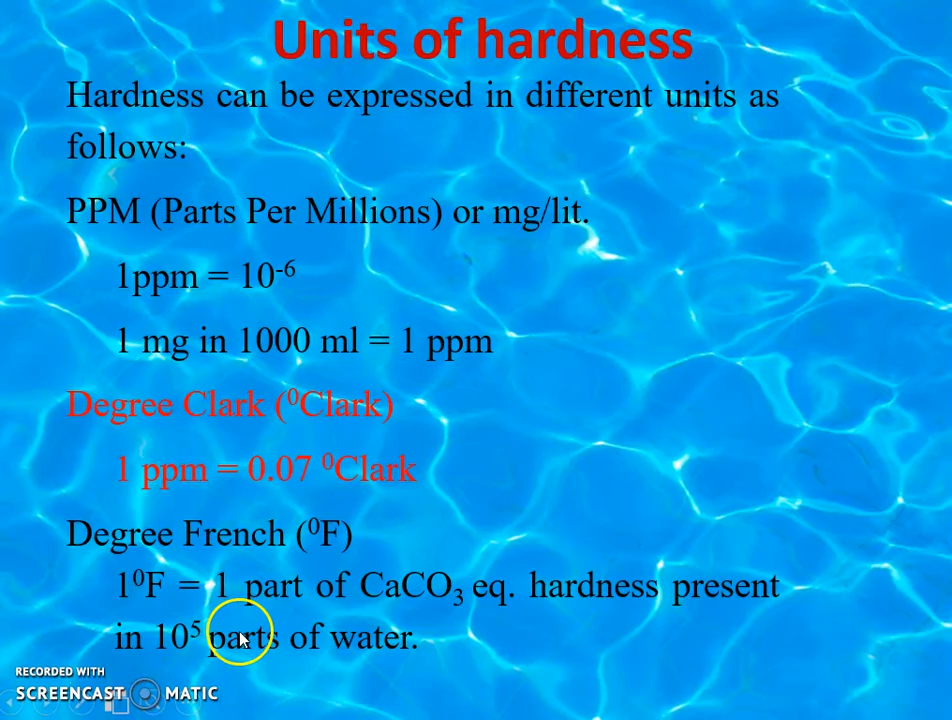 Units of hardness
Hardness can be expressed in different units as
follows:
PPM (Parts Per Millions) or mg/lit.
1ppm = 10⁻⁶
1 mg in 1000 ml = 1 ppm
Degree Clark (⁰Clark)
1 ppm = 0.07 ⁰Clark
Degree French (⁰F)
1⁰F = 1 part of CaCO₃ eq. hardness present
in 10⁵ parts of water.
RECORDED WITH
SCREENCAST MATIC